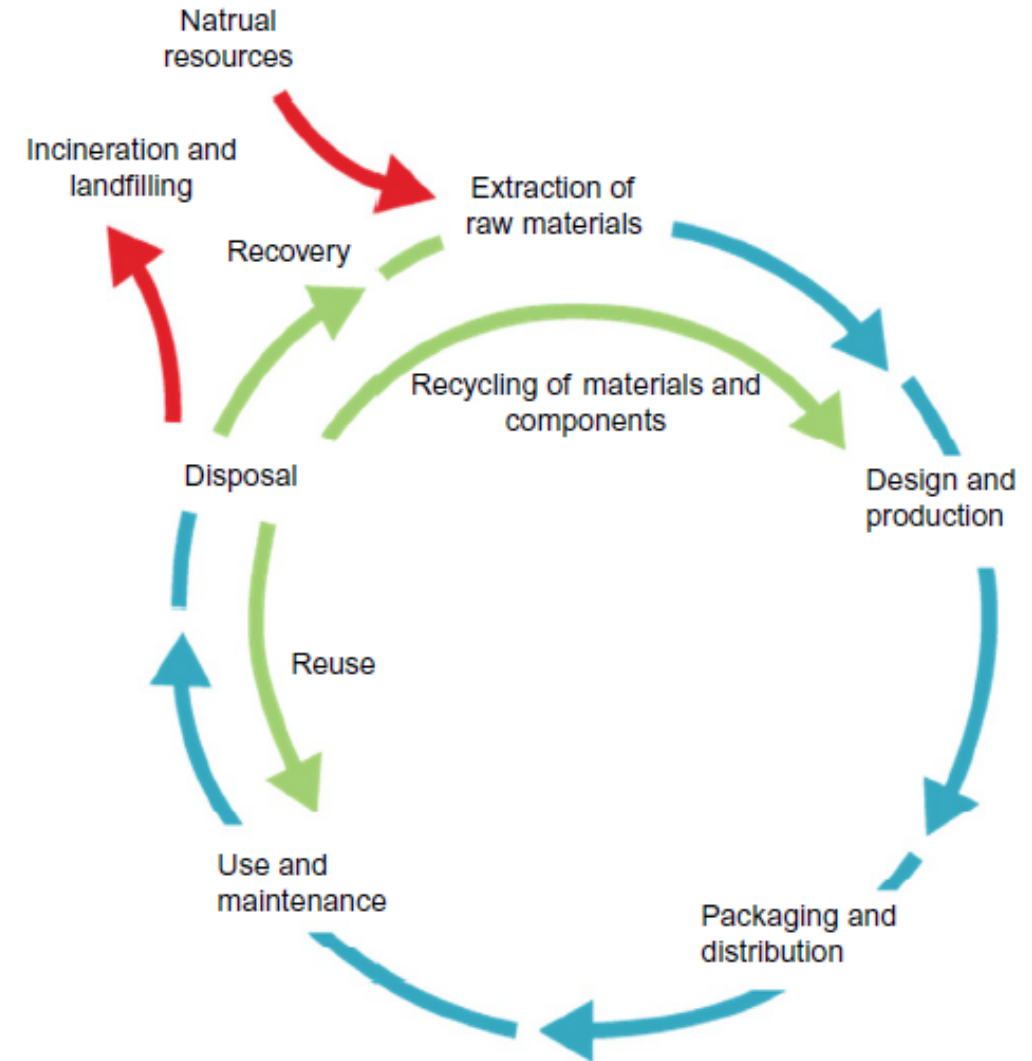 Natrual
resources
Incineration and
landfilling
Extraction of
raw materials
Recovery
Recycling of materials and
components
Disposal
Design and
production
Reuse
Use and
maintenance
Packaging and
distribution